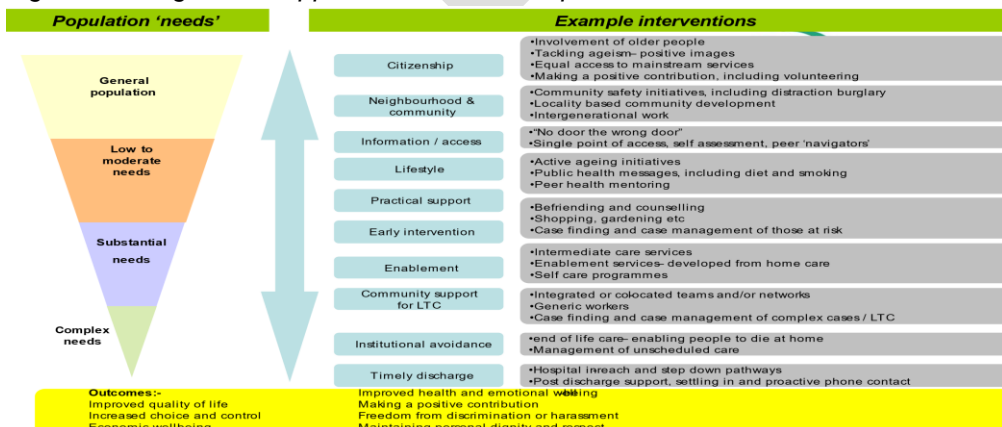 Population 'needs'
Example interventions
General
population
Low to
moderate
needs
Substantial
needs
Complex
needs
Citizenship
•Involvement of older people
•Tackling ageism– positive images
•Equal access to mainstream services
•Making a positive contribution, including volunteering
Neighbourhood &
community
•Community safety initiatives, including distraction burglary
•Locality based community development
•Intergenerational work
Information / access
•"No door the wrong door"
•Single point of access, self assessment, peer 'navigators'
Lifestyle
•Active ageing initiatives
•Public health messages, including diet and smoking
•Peer health mentoring
Practical support
Early intervention
•Befriending and counselling
•Shopping, gardening etc
•Case finding and case management of those at risk
Enablement
•Intermediate care services
•Enablement services– developed from home care
•Self care programmes
Community support
for LTC
•Integrated or colocated teams and/or networks
•Generic workers
•Case finding and case management of complex cases / LTC
Institutional avoidance
•end of life care– enabling people to die at home
•Management of unscheduled care
Timely discharge
•Hospital inreach and step down pathways
•Post discharge support, settling in and proactive phone contact
Outcomes:-
Improved quality of life
Increased choice and control
Economic wellbeing
Improved health and emotional
Making a positive contribution
Freedom from discrimination or harassment
Maintaining personal dignity and respect